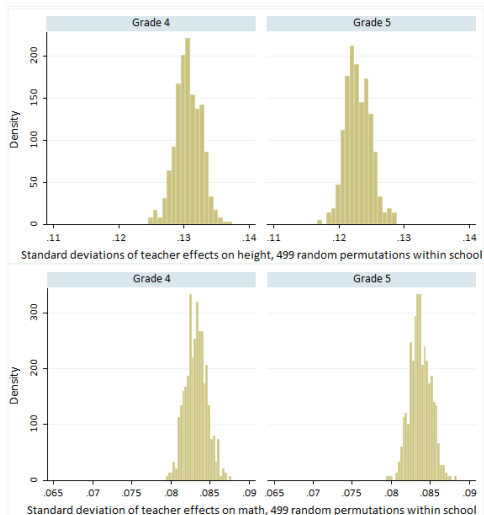 Grade 4 Grade 5
200
150
100
50
0
Density
.11 .12 .13 .14 .11 .12 .13 .14
Standard deviations of teacher effects on height, 499 random permutations within school
Grade 4 Grade 5
300
200
100
0
Density
.065 .07 .075 .08 .085 .09 .065 .07 .075 .08 .085 .09
Standard deviation of teacher effects on math, 499 random permutations within school